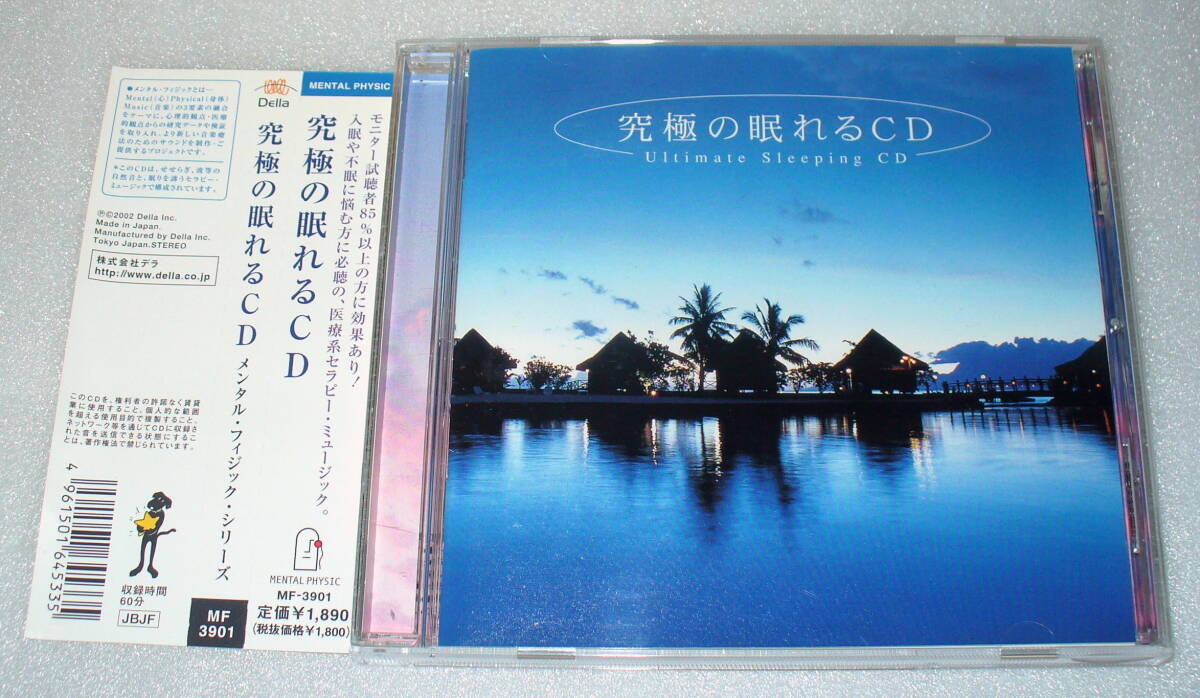 ●メンタル・フィジックとは―
Mental(心)Physical(身体)
Music(音楽)の3要素の融合
をテーマに、心理的観点・医療
的観点からの研究データや検証
を取り入れ、より新しい音楽療
法のためのサウンドを制作・ご
提供するプロジェクトです。
＊このCDは、せせらぎ、波等の
自然音と、眠りを誘うセラピー・
ミュージックで構成されています。
Ⓟ©2002 Della Inc.
Made in Japan.
Manufactured by Della Inc.
Tokyo Japan.STEREO
株式会社デラ
http://www.della.co.jp
このCDを、権利者の許諾なく賃貸
業に使用すること、個人的な範囲
を超える使用目的で複製すること、
ネットワーク等を通じてCDに収録さ
れた音を送信できる状態にするこ
とは、著作権法で禁じられています。
4961501645335
収録時間
60分
JBJF
Della
究極の眠れるCD メンタル・フィジック・シリーズ
MF
3901
MENTAL PHYSIC
モニター試聴者85%以上の方に効果あり!
入眠や不眠に悩む方に必聴の、医療系セラピー・ミュージック。
究極の眠れるCD
MENTAL PHYSIC
MF-3901
定価¥1,890
(税抜価格¥1,800)
究極の眠れるCD
Ultimate Sleeping CD